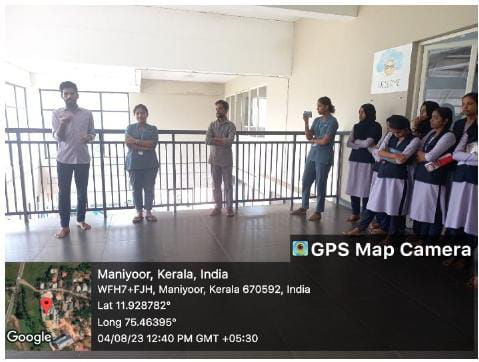 WELCOME
GPS Map Camera
Maniyoor, Kerala, India
WFH7+FJH, Maniyoor, Kerala 670592, India
Lat 11.928782°
Long 75.46395°
04/08/23 12:40 PM GMT +05:30
Google